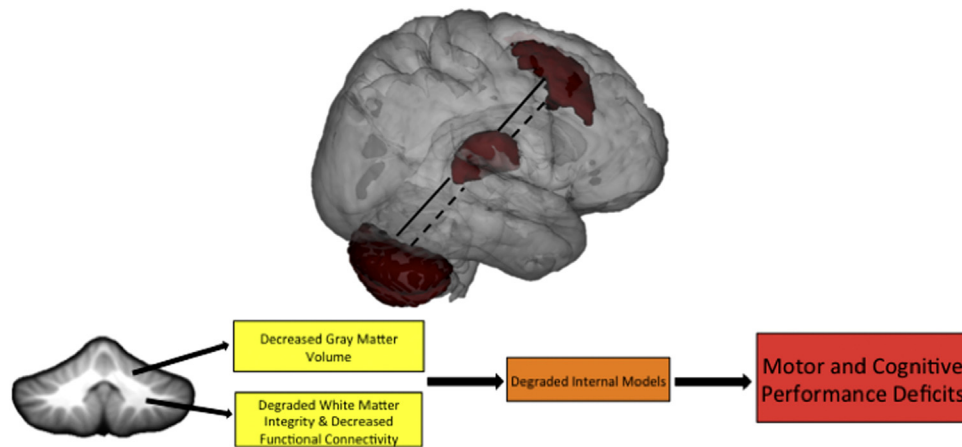 Decreased Gray Matter
Volume
Degraded White Matter
Integrity & Decreased
Functional Connectivity
Degraded Internal Models
Motor and Cognitive
Performance Deficits